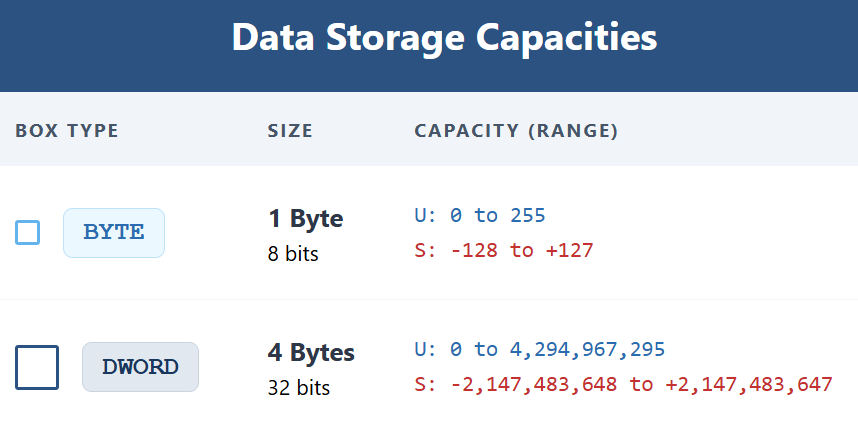 Data Storage Capacities
BOX TYPE SIZE CAPACITY (RANGE)
BYTE 1 Byte U: 0 to 255
8 bits S: -128 to +127
DWORD 4 Bytes U: 0 to 4,294,967,295
32 bits S: -2,147,483,648 to +2,147,483,647